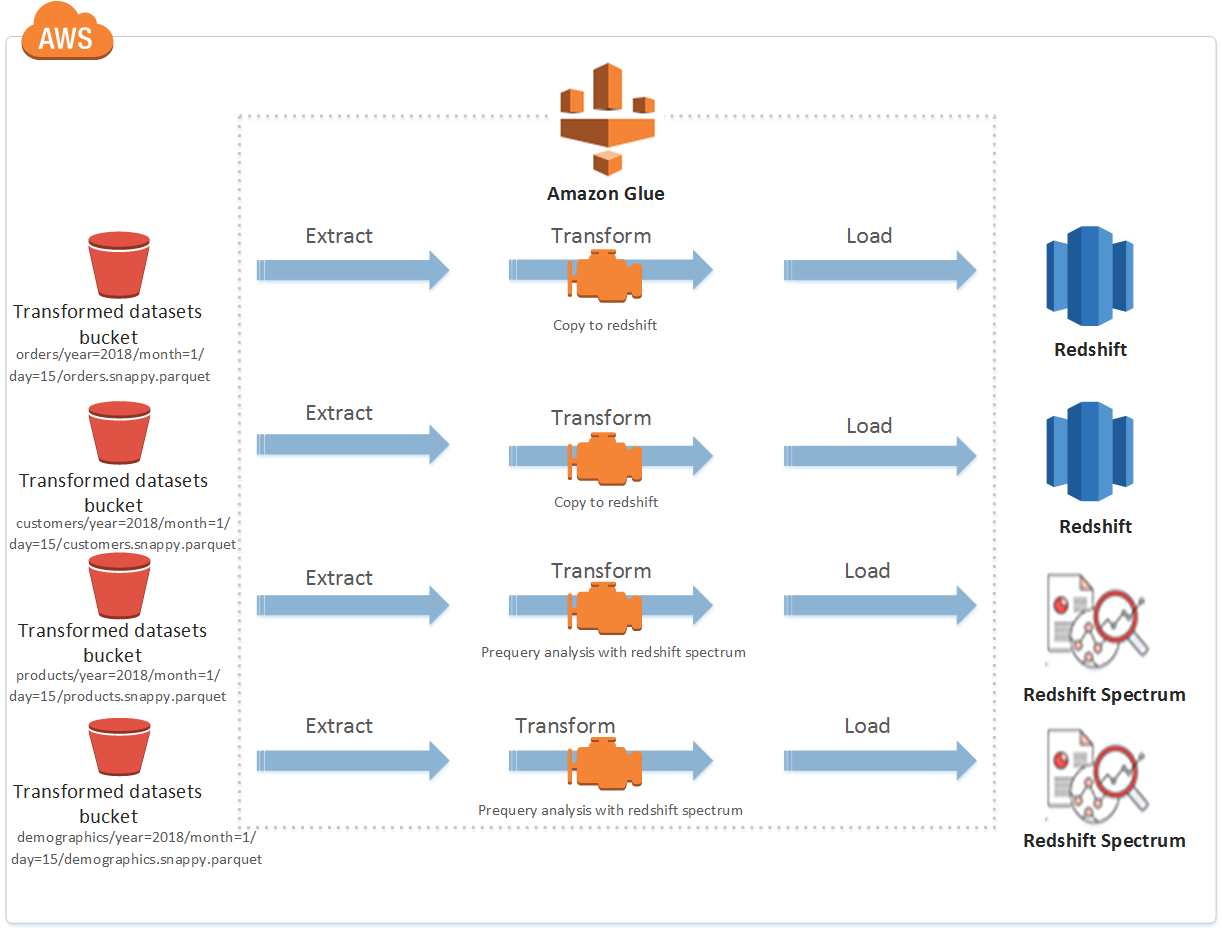 AWS
Amazon Glue
Extract
Transform
Load
Transformed datasets
bucket
orders/year=2018/month=1/
day=15/orders.snappy.parquet
Copy to redshift
Redshift
Extract
Transform
Load
Transformed datasets
bucket
customers/year=2018/month=1/
day=15/customers.snappy.parquet
Copy to redshift
Redshift
Extract
Transform
Load
Transformed datasets
bucket
products/year=2018/month=1/
day=15/products.snappy.parquet
Prequery analysis with redshift spectrum
Redshift Spectrum
Extract
Transform
Load
Transformed datasets
bucket
demographics/year=2018/month=1/
day=15/demographics.snappy.parquet
Prequery analysis with redshift spectrum
Redshift Spectrum